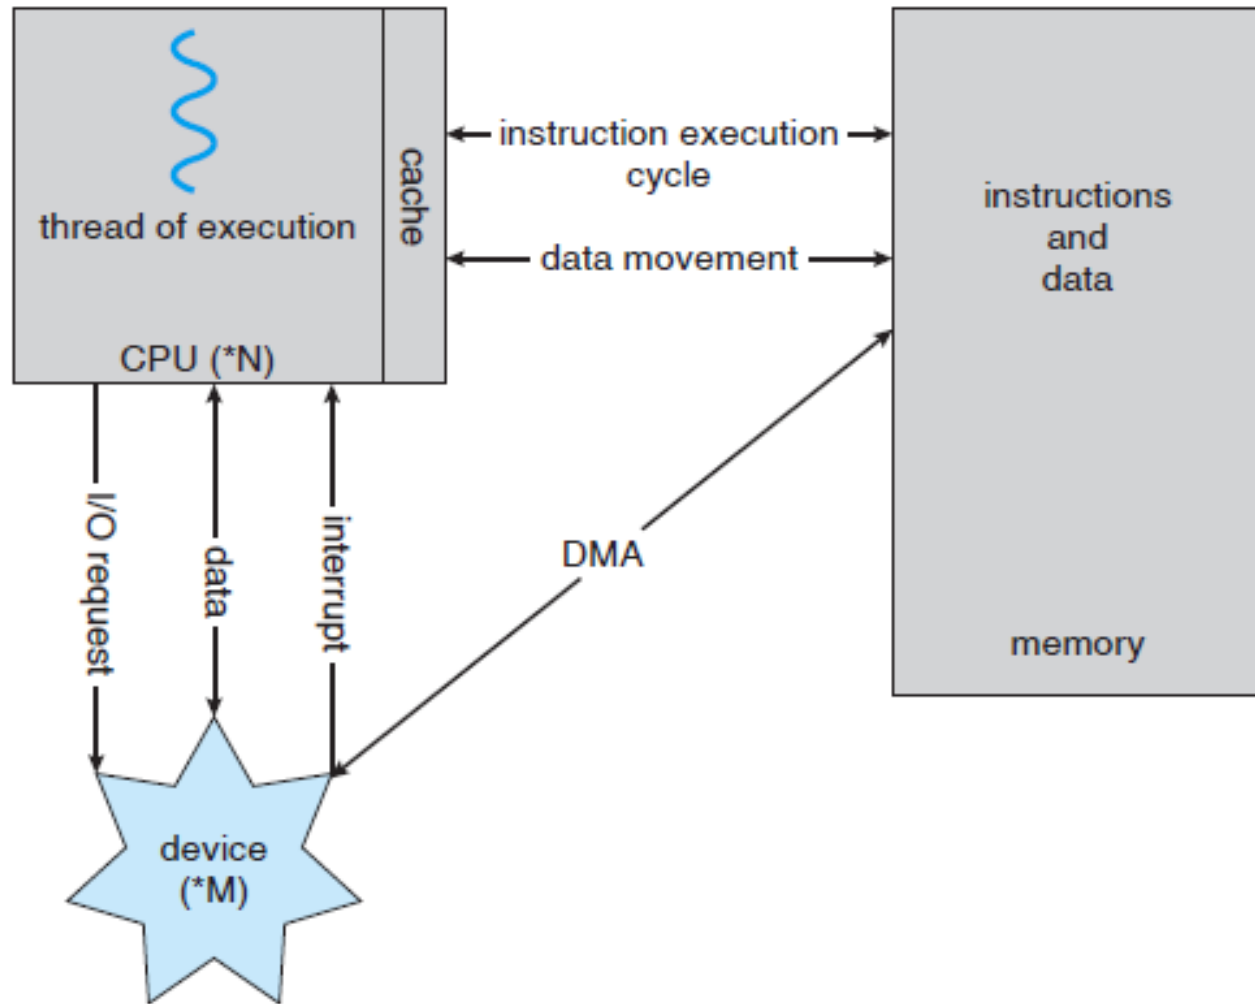 thread of execution
CPU (*N)
cache
instruction execution
cycle
data movement
instructions
and
data
memory
I/O request
data
interrupt
DMA
device
(*M)